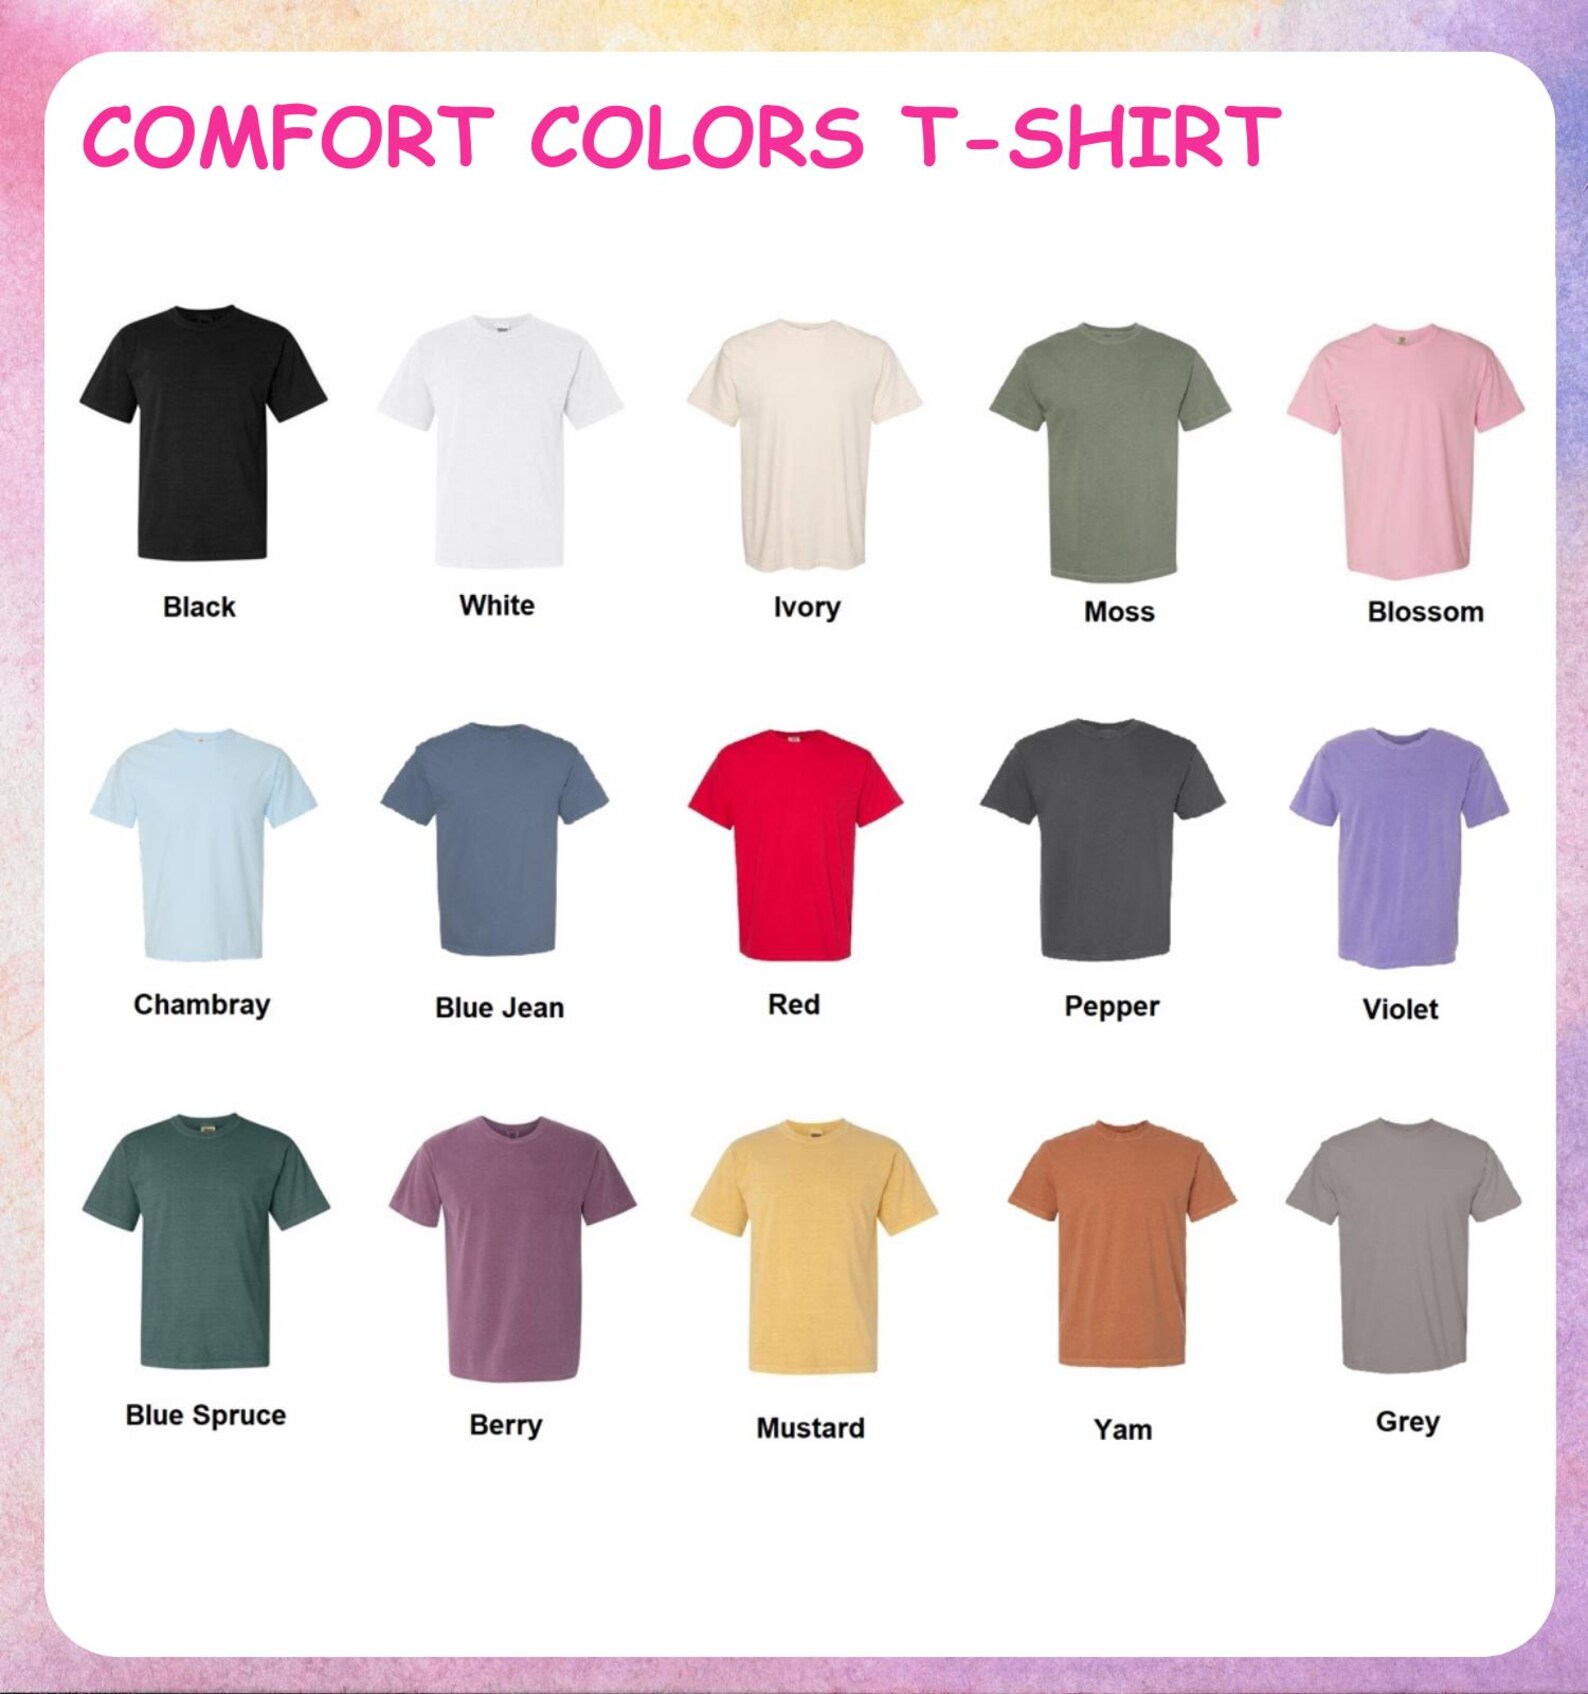 COMFORT COLORS T-SHIRT
Black
White
Ivory
Moss
Blossom
Chambray
Blue Jean
Red
Pepper
Violet
Blue Spruce
Berry
Mustard
Yam
Grey